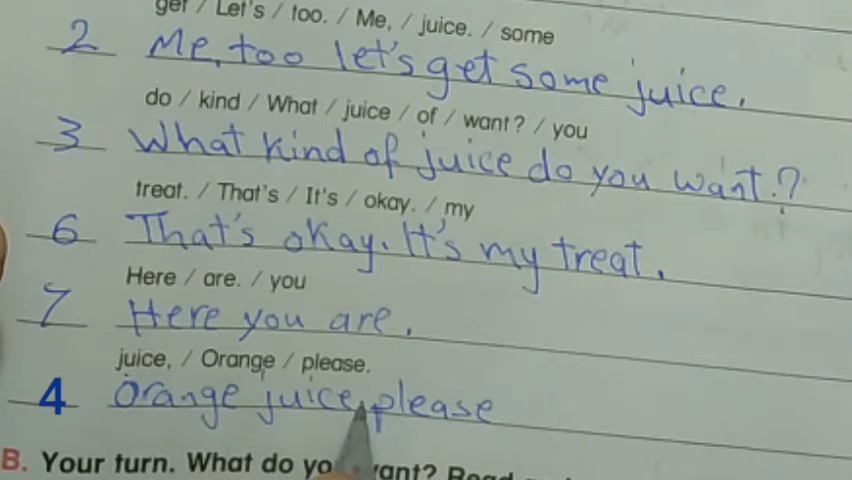 get / Let's / too. / Me, / juice. / some
2 Me, too let's get some juice.
do / kind / What / juice / of / want? / you
3 What kind of juice do you want?
treat. / That's / It's / okay. / my
6 That's okay. It's my treat.
Here / are. / you
7 Here you are.
juice, / Orange / please.
4 Orange juice, please
B. Your turn. What do you want? Read